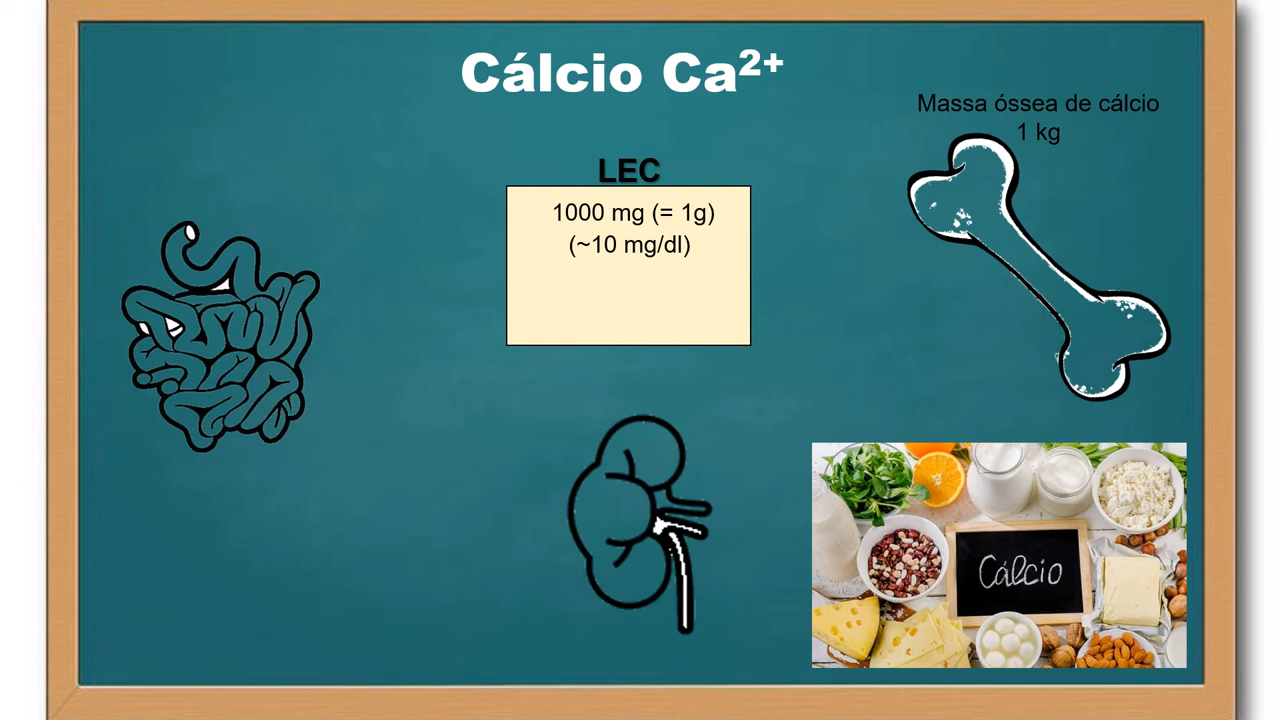 Cálcio Ca²⁺
Massa óssea de cálcio
1 kg
LEC
1000 mg (= 1g)
(~10 mg/dl)
Cálcio